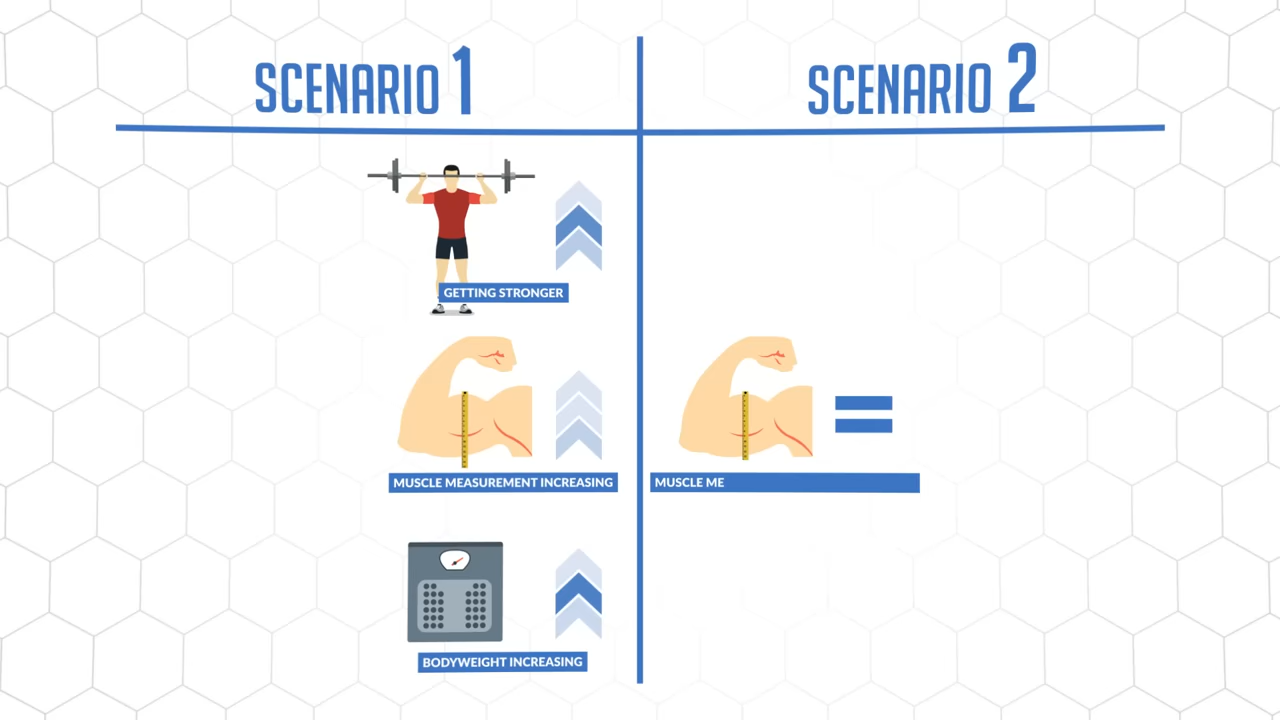 SCENARIO 1
SCENARIO 2
GETTING STRONGER
MUSCLE MEASUREMENT INCREASING
MUSCLE ME
BODYWEIGHT INCREASING